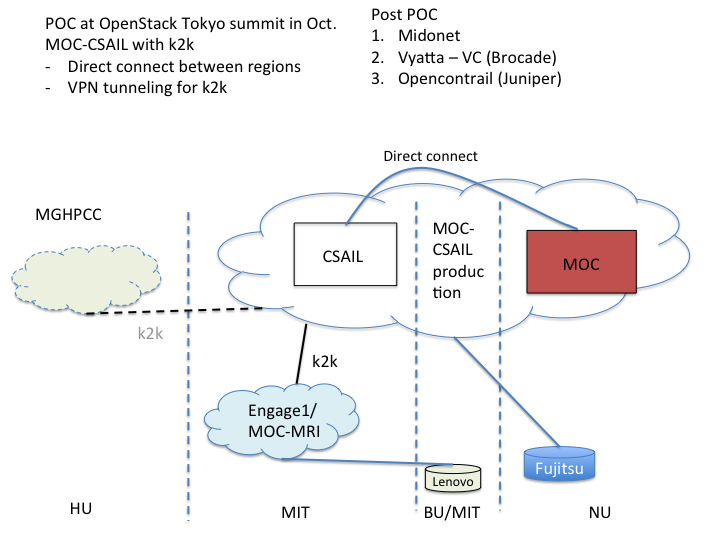 POC at OpenStack Tokyo summit in Oct.
MOC-CSAIL with k2k
- Direct connect between regions
- VPN tunneling for k2k
Post POC
1. Midonet
2. Vyatta – VC (Brocade)
3. Opencontrail (Juniper)
Direct connect
MGHPCC
CSAIL
MOC-
CSAIL
produc
tion
MOC
k2k
k2k
Engage1/
MOC-MRI
Lenovo
Fujitsu
HU
MIT
BU/MIT
NU